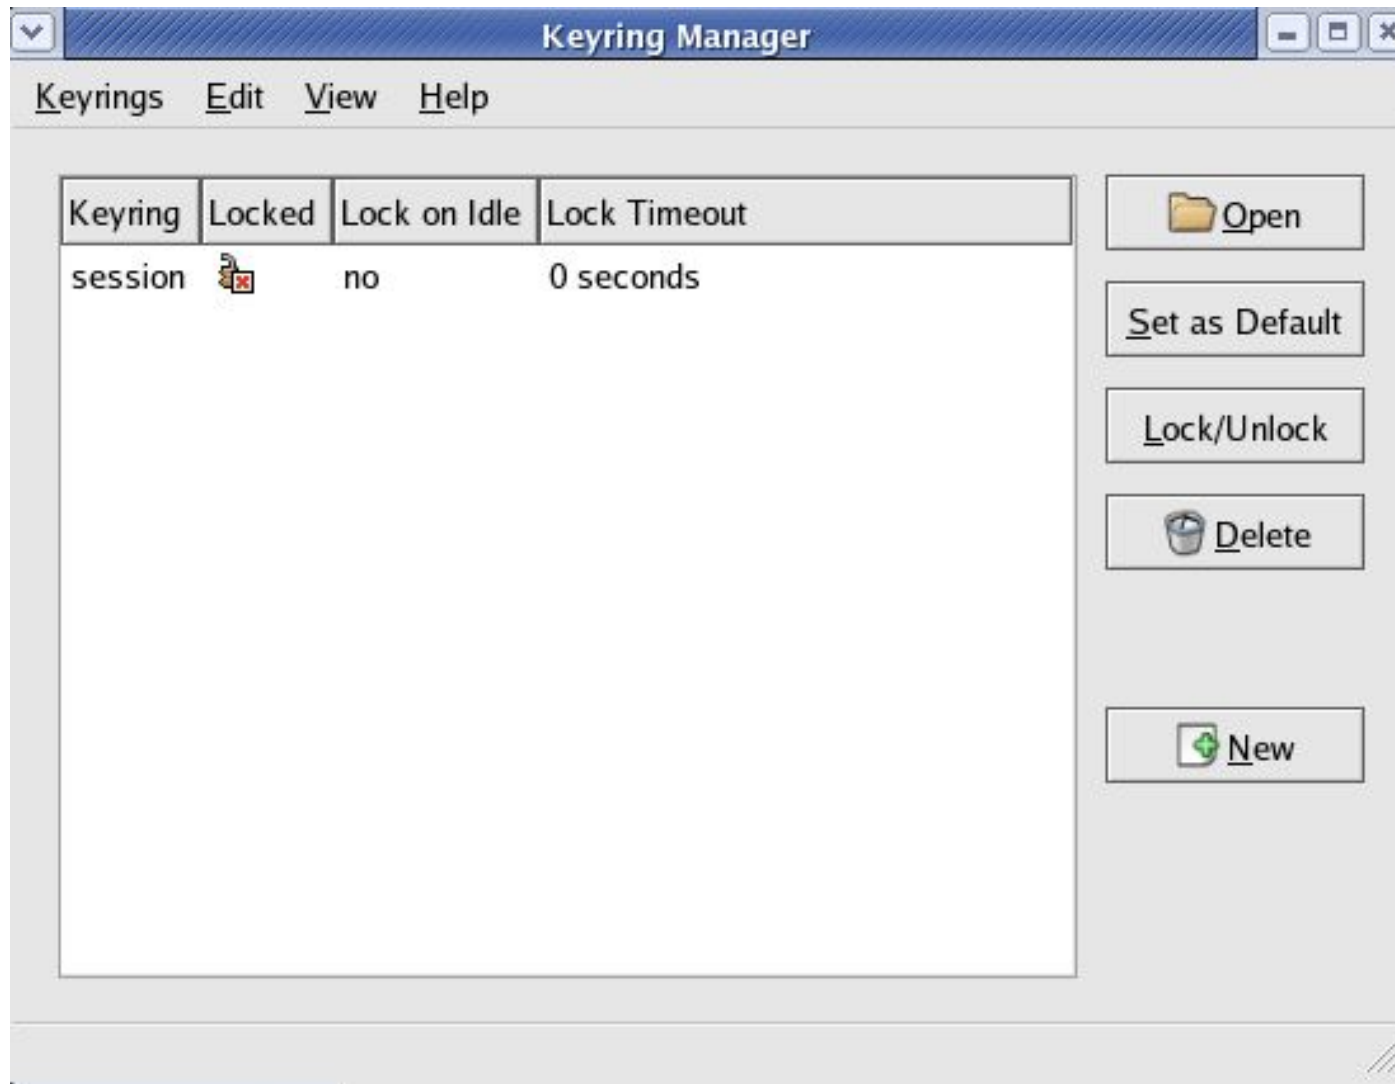 Keyring Manager
Keyrings Edit View Help
Keyring Locked Lock on Idle Lock Timeout
session no 0 seconds
Open
Set as Default
Lock/Unlock
Delete
New